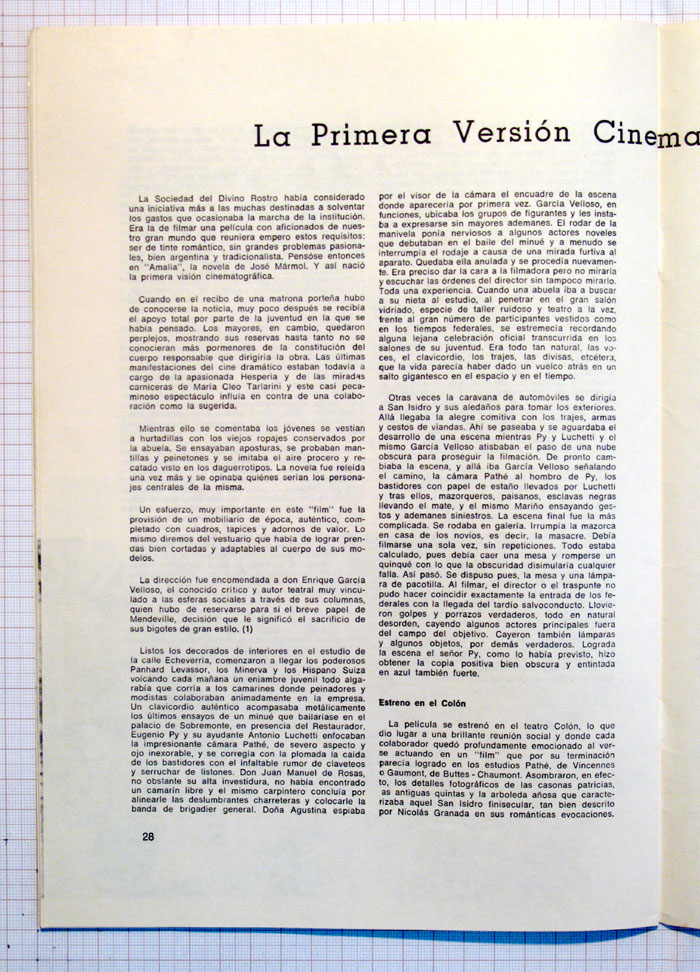 La Primera Versión Cinema
La Sociedad del Divino Rostro había considerado
una iniciativa más a las muchas destinadas a solventar
los gastos que ocasionaba la marcha de la institución.
Era la de filmar una película con aficionados de nues-
tro gran mundo que reuniera empero estos requisitos:
ser de tinte romántico, sin grandes problemas pasiona-
les, bien argentina y tradicionalista. Pensóse entonces
en "Amalia", la novela de José Mármol. Y así nació
la primera visión cinematográfica.
Cuando en el recibo de una matrona porteña hubo
de conocerse la noticia, muy poco después se recibía
el apoyo total por parte de la juventud en la que se
había pensado. Los mayores, en cambio, quedaron
perplejos, mostrando sus reservas hasta tanto no se
conocieran más pormenores de la constitución del
cuerpo responsable que dirigiría la obra. Las últimas
manifestaciones del cine dramático estaban todavía a
cargo de la apasionada Hesperia y de las miradas
carniceras de María Cleo Tarlarini y este casi peca-
minoso espectáculo influía en contra de una colabo-
ración como la sugerida.
Mientras ello se comentaba los jóvenes se vestían
a hurtadillas con los viejos ropajes conservados por
la abuela. Se ensayaban aposturas, se probaban man-
tillas y peinetones y se imitaba el aire procero y re-
catado visto en los daguerrotipos. La novela fue releída
una vez más y se opinaba quiénes serían los persona-
jes centrales de la misma.
Un esfuerzo, muy importante en este "film" fue la
provisión de un mobiliario de época, auténtico, com-
pletado con cuadros, tapices y adornos de valor. Lo
mismo diremos del vestuario que había de lograr pren-
das bien cortadas y adaptables al cuerpo de sus mo-
delos.
La dirección fue encomendada a don Enrique García
Velloso, el conocido crítico y autor teatral muy vincu-
lado a las esferas sociales a través de sus columnas,
quien hubo de reservarse para sí el breve papel de
Mendeville, decisión que le significó el sacrificio de
sus bigotes de gran estilo. (1)
Listos los decorados de interiores en el estudio de
la calle Echeverría, comenzaron a llegar los poderosos
Panhard Levassor, los Minerva y los Hispano Suiza
volcando cada mañana un enjambre juvenil todo alga-
rabía que corría a los camarines donde peinadores y
modistas colaboraban animadamente en la empresa.
Un clavicordio auténtico acompasaba metálicamente
los últimos ensayos de un minué que bailaríase en el
palacio de Sobremonte, en presencia del Restaurador.
Eugenio Py y su ayudante Antonio Luchetti enfocaban
la impresionante cámara Pathé, de severo aspecto y
ojo inexorable, y se corregía con la plomada la caída
de los bastidores con el infaltable rumor de claveteos
y serruchar de listones. Don Juan Manuel de Rosas,
no obstante su alta investidura, no había encontrado
un camarín libre y el mismo carpintero concluía por
alinearle las deslumbrantes charreteras y colocarle la
banda de brigadier general. Doña Agustina espiaba
por el visor de la cámara el encuadre de la escena
donde aparecería por primera vez. García Velloso, en
funciones, ubicaba los grupos de figurantes y les insta-
ba a expresarse sin mayores ademanes. El rodar de la
manivela ponía nerviosos a algunos actores noveles
que debutaban en el baile del minué y a menudo se
interrumpía el rodaje a causa de una mirada furtiva al
aparato. Quedaba ella anulada y se procedía nuevamen-
te. Era preciso dar la cara a la filmadora pero no mirarla
y escuchar las órdenes del director sin tampoco mirarlo.
Toda una experiencia. Cuando una abuela iba a buscar
a su nieta al estudio, al penetrar en el gran salón
vidriado, especie de taller ruidoso y teatro a la vez,
frente al gran número de participantes vestidos como
en los tiempos federales, se estremecía recordando
alguna lejana celebración oficial transcurrida en los
salones de su juventud. Era todo tan natural, las vo-
ces, el clavicordio, los trajes, las divisas, etcétera,
que la vida parecía haber dado un vuelco atrás en un
salto gigantesco en el espacio y en el tiempo.
Otras veces la caravana de automóviles se dirigía
a San Isidro y sus aledaños para tomar los exteriores.
Allá llegaba la alegre comitiva con los trajes, armas
y cestos de viandas. Ahí se paseaba y se aguardaba el
desarrollo de una escena mientras Py y Luchetti y el
mismo García Velloso atisbaban el paso de una nube
obscura para proseguir la filmación. De pronto cam-
biaba la escena, y allá iba García Velloso señalando
el camino, la cámara Pathé al hombro de Py, los
bastidores con papel de estaño llevados por Luchetti
y tras ellos, mazorqueros, paisanos, esclavas negras
llevando el mate, y el mismo Mariño ensayando ges-
tos y ademanes siniestros. La escena final fue la más
complicada. Se rodaba en galería. Irrumpía la mazorca
en casa de los novios, es decir, la masacre. Debía
filmarse una sola vez, sin repeticiones. Todo estaba
calculado, pues debía caer una mesa y romperse un
quinqué con lo que la obscuridad disimularía cualquier
falla. Así pasó. Se dispuso pues, la mesa y una lámpa-
ra de pacotilla. Al filmar, el director o el traspunte no
pudo hacer coincidir exactamente la entrada de los fe-
derales con la llegada del tardío salvoconducto. Llovie-
ron golpes y porrazos verdaderos, todo en natural
desorden, cayendo algunos actores principales fuera
del campo del objetivo. Cayeron también lámparas
y algunos objetos, por demás verdaderos. Lograda
la escena el señor Py, como lo había previsto, hizo
obtener la copia positiva bien obscura y entintada
en azul también fuerte.
Estreno en el Colón
La película se estrenó en el teatro Colón, lo que
dio lugar a una brillante reunión social y donde cada
colaborador quedó profundamente emocionado al ver-
se actuando en un "film" que por su terminación
parecía logrado en los estudios Pathé, de Vincennes
o Gaumont, de Buttes - Chaumont. Asombraron, en efec-
to, los detalles fotográficos de las casonas patricias,
as antiguas quintas y la arboleda añosa que caracte-
rizaba aquel San Isidro finisecular, tan bien descrito
por Nicolás Granada en sus románticas evocaciones.
28